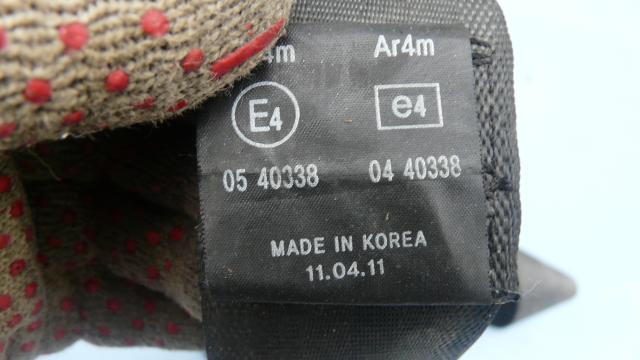 4m Ar4m
E4 e4
05 40338 04 40338
MADE IN KOREA
11.04.11